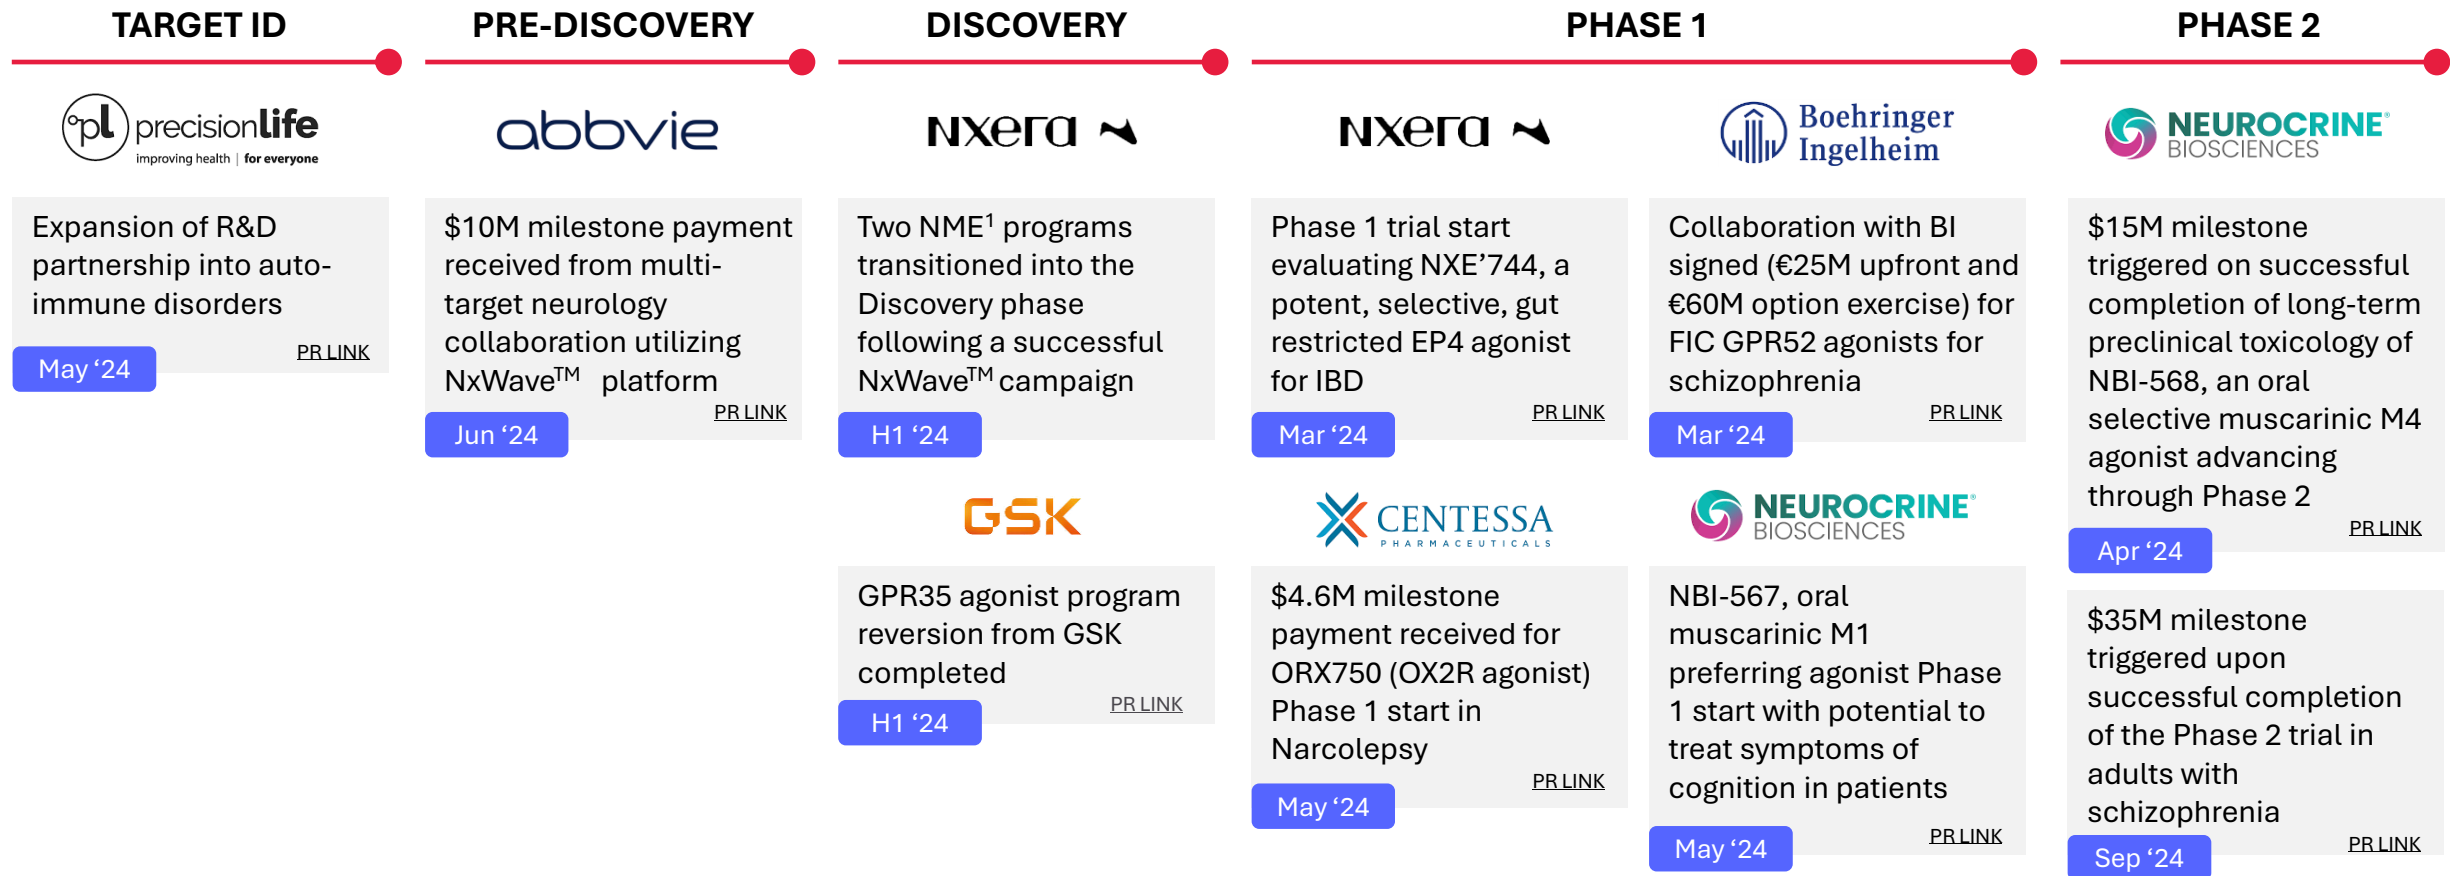 TARGET ID
precisionlife
improving health | for everyone
Expansion of R&D
partnership into auto-
immune disorders
PR LINK
May ‘24
PRE-DISCOVERY
abbvie
$10M milestone payment
received from multi-
target neurology
collaboration utilizing
NxWave™ platform
PR LINK
Jun ‘24
DISCOVERY
Nxera
Two NME¹ programs
transitioned into the
Discovery phase
following a successful
NxWave™ campaign
H1 ‘24
GSK
GPR35 agonist program
reversion from GSK
completed
PR LINK
H1 ‘24
PHASE 1
Nxera
Phase 1 trial start
evaluating NXE’744, a
potent, selective, gut
restricted EP4 agonist
for IBD
PR LINK
Mar ‘24
Boehringer
Ingelheim
Collaboration with BI
signed (€25M upfront and
€60M option exercise) for
FIC GPR52 agonists for
schizophrenia
PR LINK
Mar ‘24
CENTESSA
PHARMACEUTICALS
$4.6M milestone
payment received for
ORX750 (OX2R agonist)
Phase 1 start in
Narcolepsy
PR LINK
May ‘24
NEUROCRINE®
BIOSCIENCES
NBI-567, oral
muscarinic M1
preferring agonist Phase
1 start with potential to
treat symptoms of
cognition in patients
PR LINK
May ‘24
PHASE 2
NEUROCRINE®
BIOSCIENCES
$15M milestone
triggered on successful
completion of long-term
preclinical toxicology of
NBI-568, an oral
selective muscarinic M4
agonist advancing
through Phase 2
PR LINK
Apr ‘24
$35M milestone
triggered upon
successful completion
of the Phase 2 trial in
adults with
schizophrenia
PR LINK
Sep ‘24